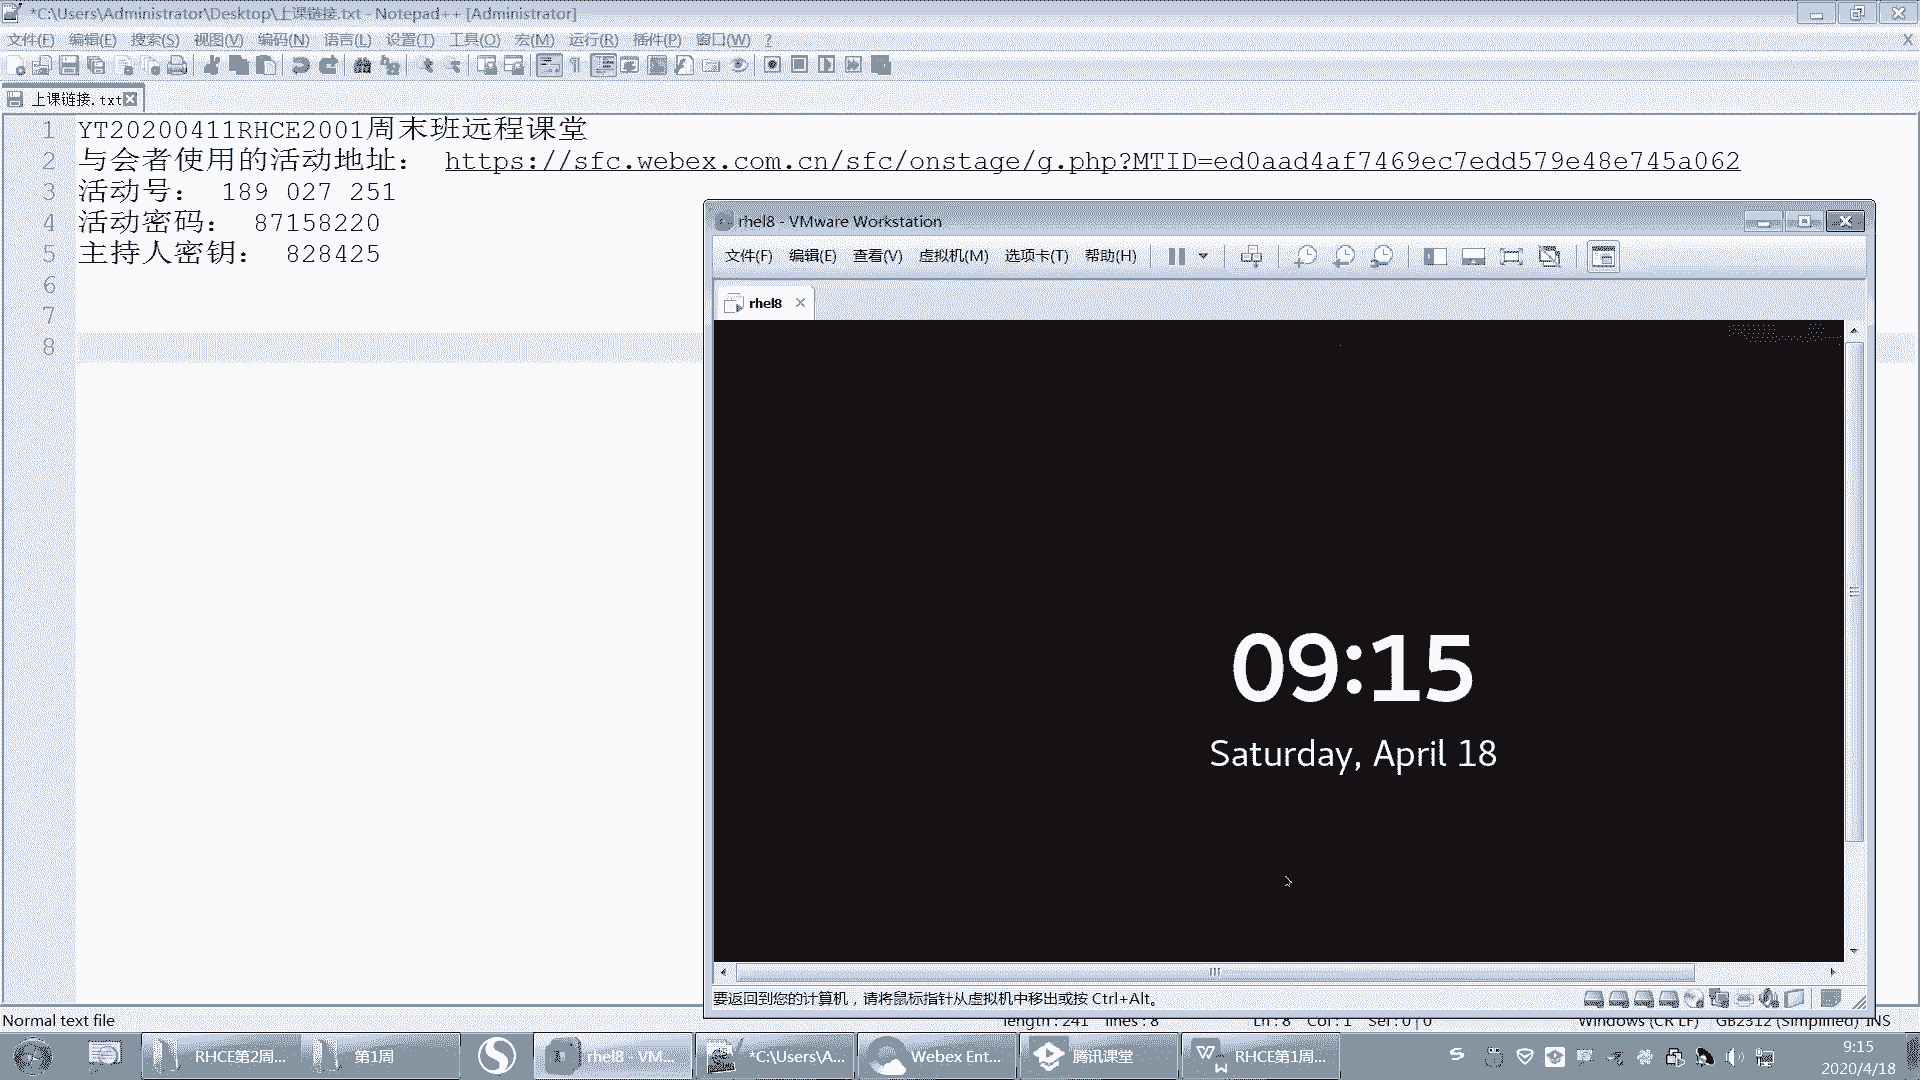 *C:\Users\Administrator\Desktop\上课链接.txt - Notepad++ [Administrator]
文件(F) 编辑(E) 搜索(S) 视图(V) 编码(N) 语言(L) 设置(T) 工具(O) 宏(M) 运行(R) 插件(P) 窗口(W) ? X
上课链接.txt
1 YT20200411RHCE2001周末班远程课堂
2 与会者使用的活动地址: https://sfc.webex.com.cn/sfc/onstage/g.php?MTID=ed0aad4af7469ec7edd579e48e745a062
3 活动号: 189 027 251
4 活动密码: 87158220
5 主持人密钥: 828425
6
7
8
rhel8 - VMware Workstation
文件(F) 编辑(E) 查看(V) 虚拟机(M) 选项卡(T) 帮助(H)
rhel8
09:15
Saturday, April 18
要返回到您的计算机，请将鼠标指针从虚拟机中移出或按 Ctrl+Alt。
Normal text file length : 241 lines : 8 Ln : 8 Col : 1 Sel : 0 | 0 Windows (CR LF) GB2312 (Simplified) INS
RHCE第2周... 第1周 rhel8 - VM... *C:\Users\A... Webex Ent... 腾讯课堂 RHCE第1周... 9:15
2020/4/18